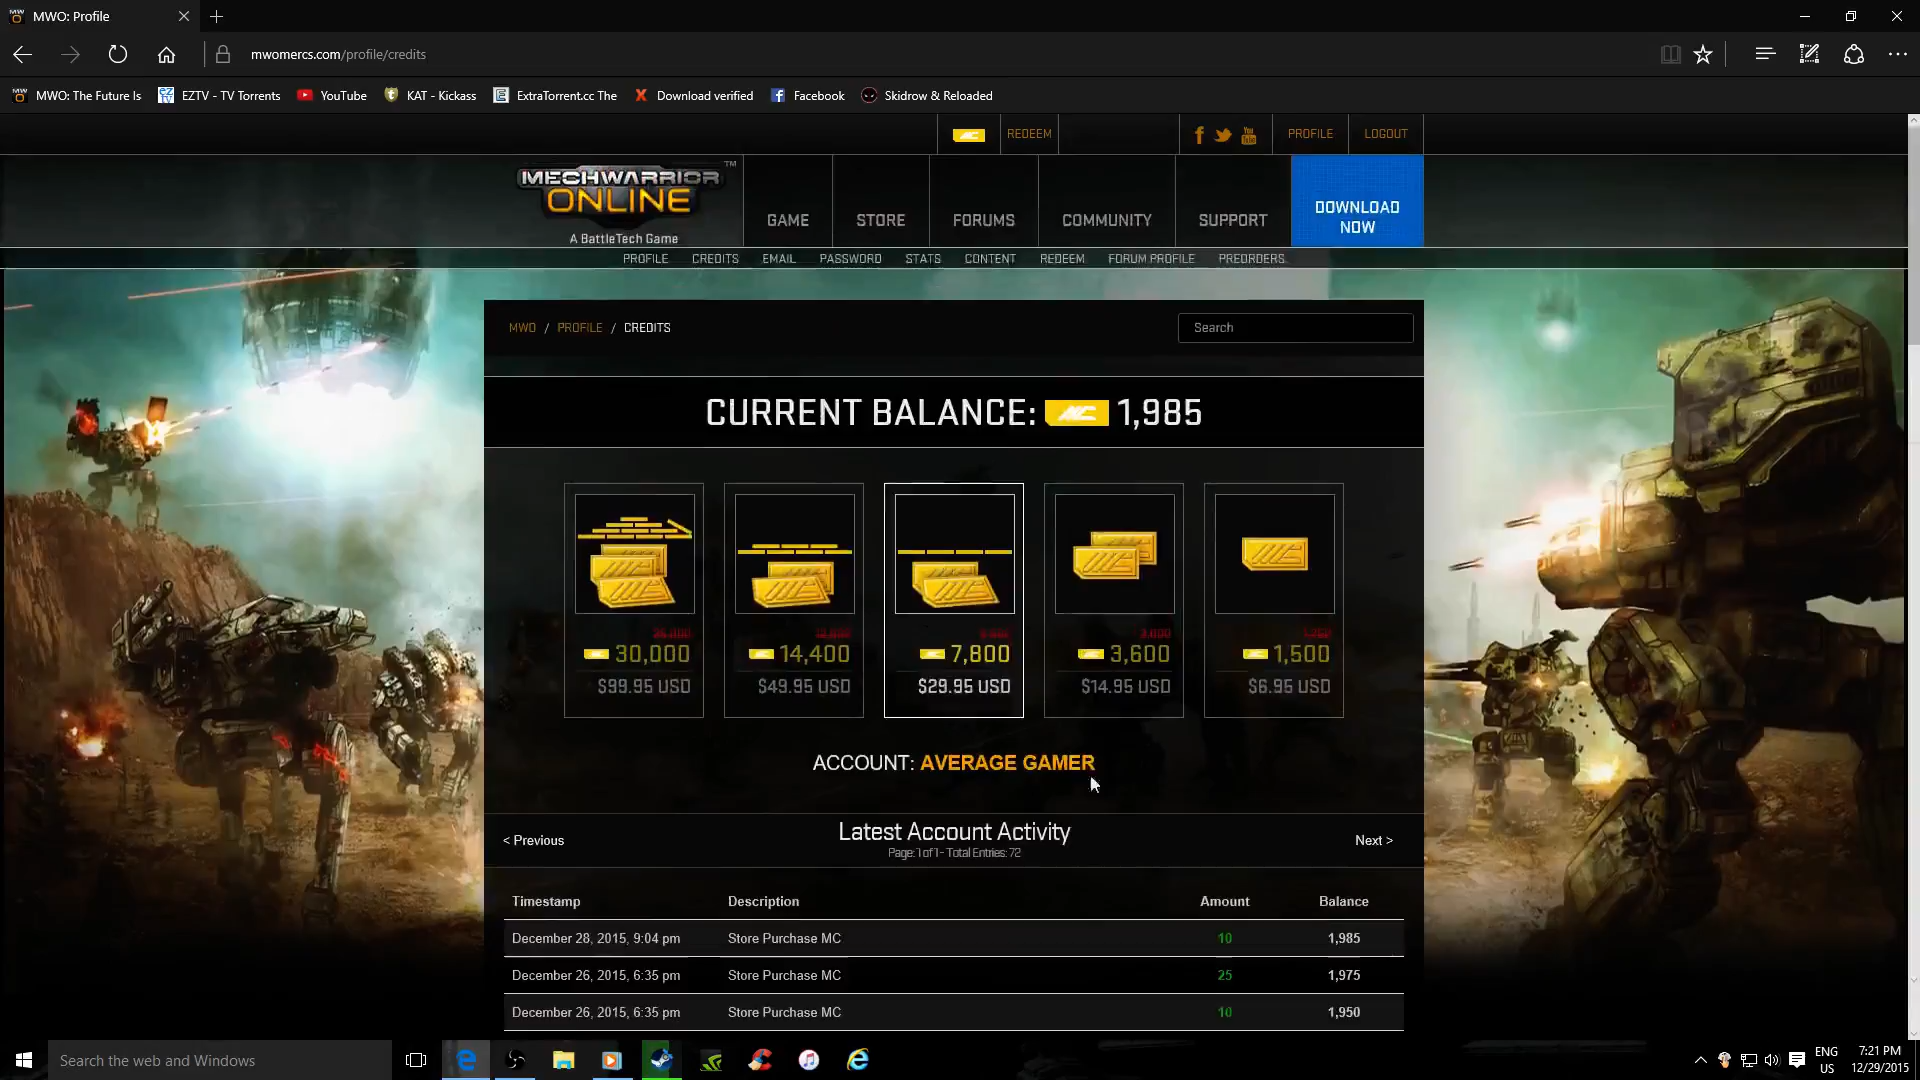 MWO: Profile
mwomercs.com/profile/credits
MWO: The Future Is EZTV - TV Torrents YouTube KAT - Kickass ExtraTorrent.cc The Download verified Facebook Skidrow & Reloaded
REDEEM PROFILE LOGOUT
MECHWARRIOR ONLINE
A BattleTech Game
GAME STORE FORUMS COMMUNITY SUPPORT DOWNLOAD NOW
PROFILE CREDITS EMAIL PASSWORD STATS CONTENT REDEEM FORUM PROFILE PREORDERS
MWO / PROFILE / CREDITS Search
CURRENT BALANCE: MC 1,985
30,000 14,400 7,800 3,600 1,500
$99.95 USD $49.95 USD $29.95 USD $14.95 USD $6.95 USD
ACCOUNT: AVERAGE GAMER
< Previous Latest Account Activity Next >
Page: 1 of 1 - Total Entries: 72
Timestamp Description Amount Balance
December 28, 2015, 9:04 pm Store Purchase MC 10 1,985
December 26, 2015, 6:35 pm Store Purchase MC 25 1,975
December 26, 2015, 6:35 pm Store Purchase MC 10 1,950
Search the web and Windows
ENG 7:21 PM
US 12/29/2015